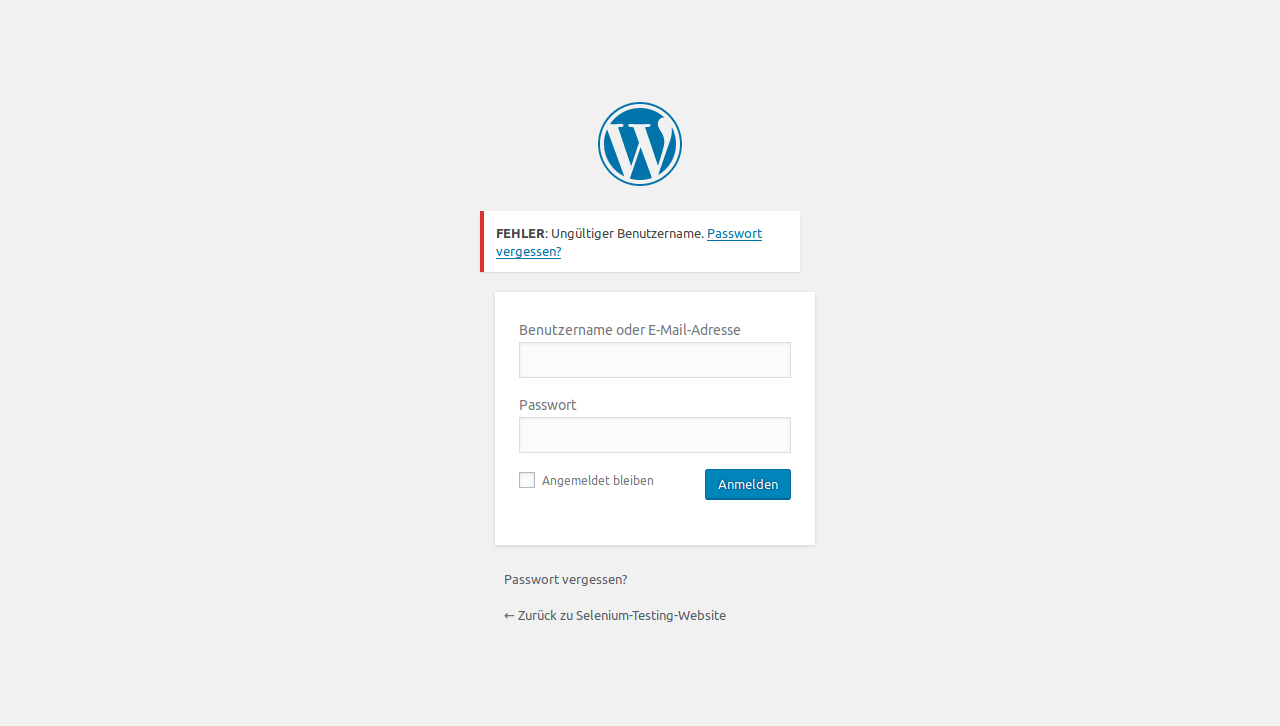 FEHLER: Ungültiger Benutzername. Passwort
vergessen?
Benutzername oder E-Mail-Adresse
Passwort
Angemeldet bleiben
Anmelden
Passwort vergessen?
← Zurück zu Selenium-Testing-Website